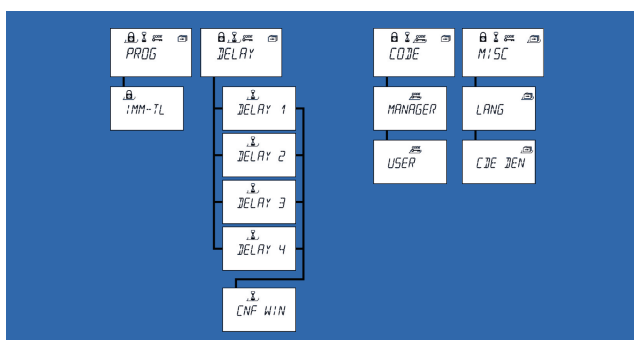 PROG
DELAY
CODE
MISC
IMM-TL
DELAY 1
MANAGER
LANG
DELAY 2
USER
CDE DEN
DELAY 3
DELAY 4
CNF WIN